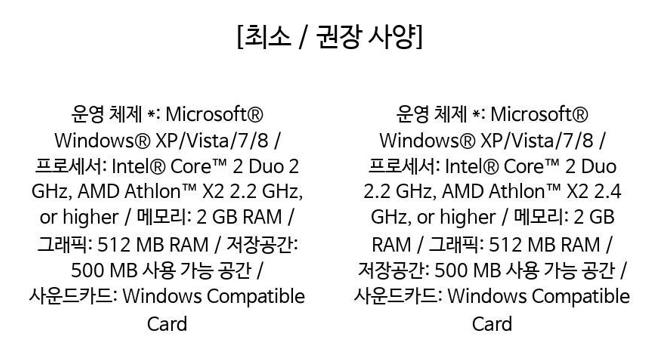 [최소 / 권장 사양]
운영 체제 *: Microsoft®
Windows® XP/Vista/7/8 /
프로세서: Intel® Core™ 2 Duo 2
GHz, AMD Athlon™ X2 2.2 GHz,
or higher / 메모리: 2 GB RAM /
그래픽: 512 MB RAM / 저장공간:
500 MB 사용 가능 공간 /
사운드카드: Windows Compatible
Card
운영 체제 *: Microsoft®
Windows® XP/Vista/7/8 /
프로세서: Intel® Core™ 2 Duo
2.2 GHz, AMD Athlon™ X2 2.4
GHz, or higher / 메모리: 2 GB
RAM / 그래픽: 512 MB RAM /
저장공간: 500 MB 사용 가능 공간 /
사운드카드: Windows Compatible
Card